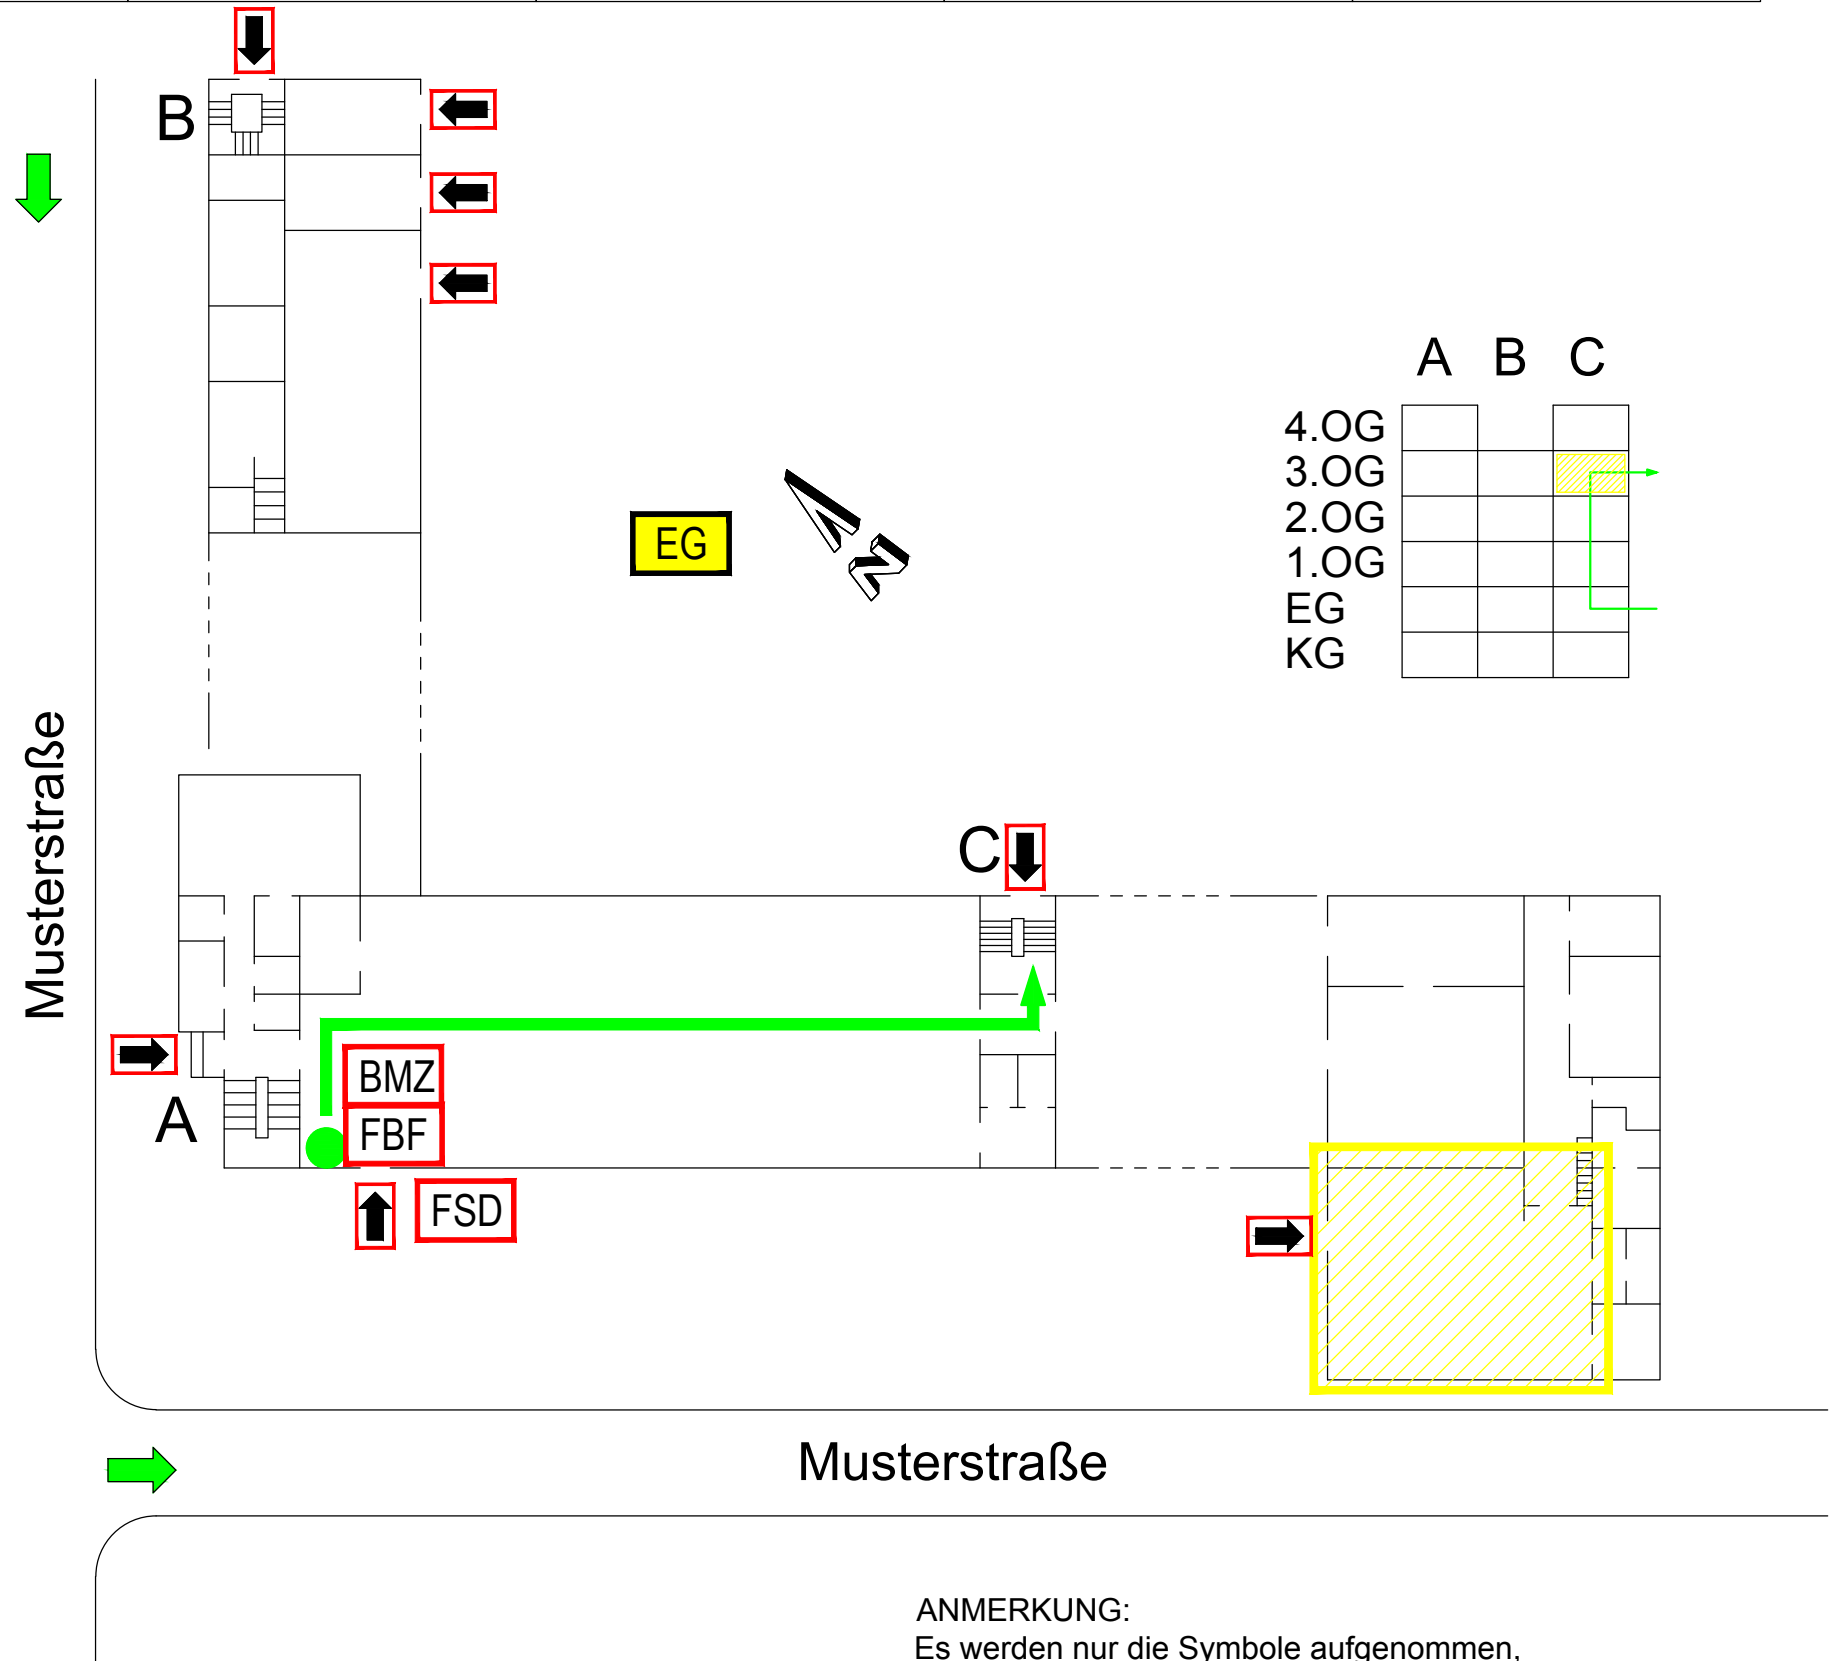 B
A B C
4.OG
3.OG
2.OG
1.OG
EG
KG
EG
N
Musterstraße
C
BMZ
FBF
A
FSD
Musterstraße
ANMERKUNG:
Es werden nur die Symbole aufgenommen,